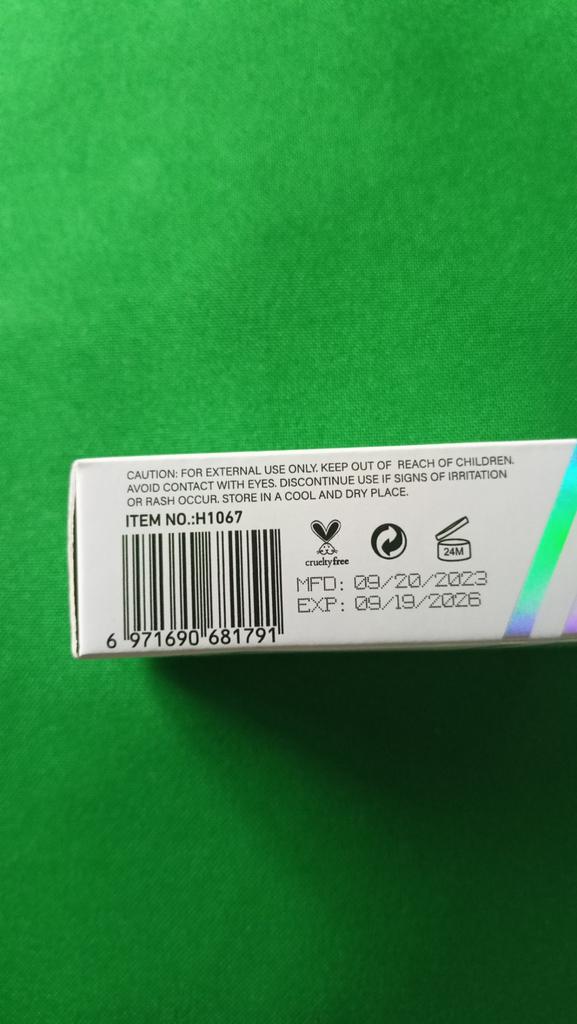 CAUTION: FOR EXTERNAL USE ONLY. KEEP OUT OF REACH OF CHILDREN.
AVOID CONTACT WITH EYES. DISCONTINUE USE IF SIGNS OF IRRITATION
OR RASH OCCUR. STORE IN A COOL AND DRY PLACE.
ITEM NO.:H1067
6 971690 681791
crueltyfree
24M
MFD: 09/20/2023
EXP: 09/19/2026